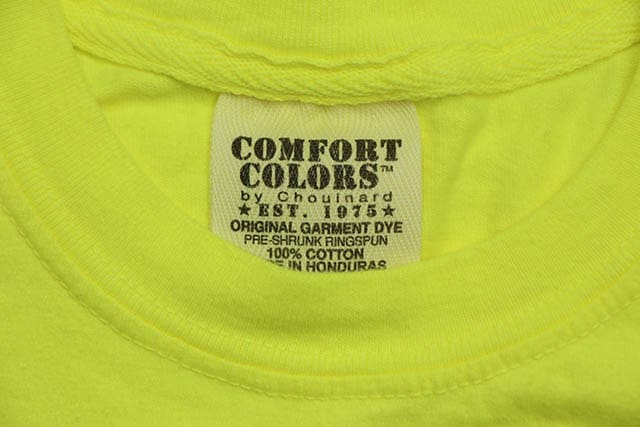 COMFORT
COLORS™
by Chouinard
★ EST. 1975 ★
ORIGINAL GARMENT DYE
PRE-SHRUNK RINGSPUN
100% COTTON
IN HONDURAS